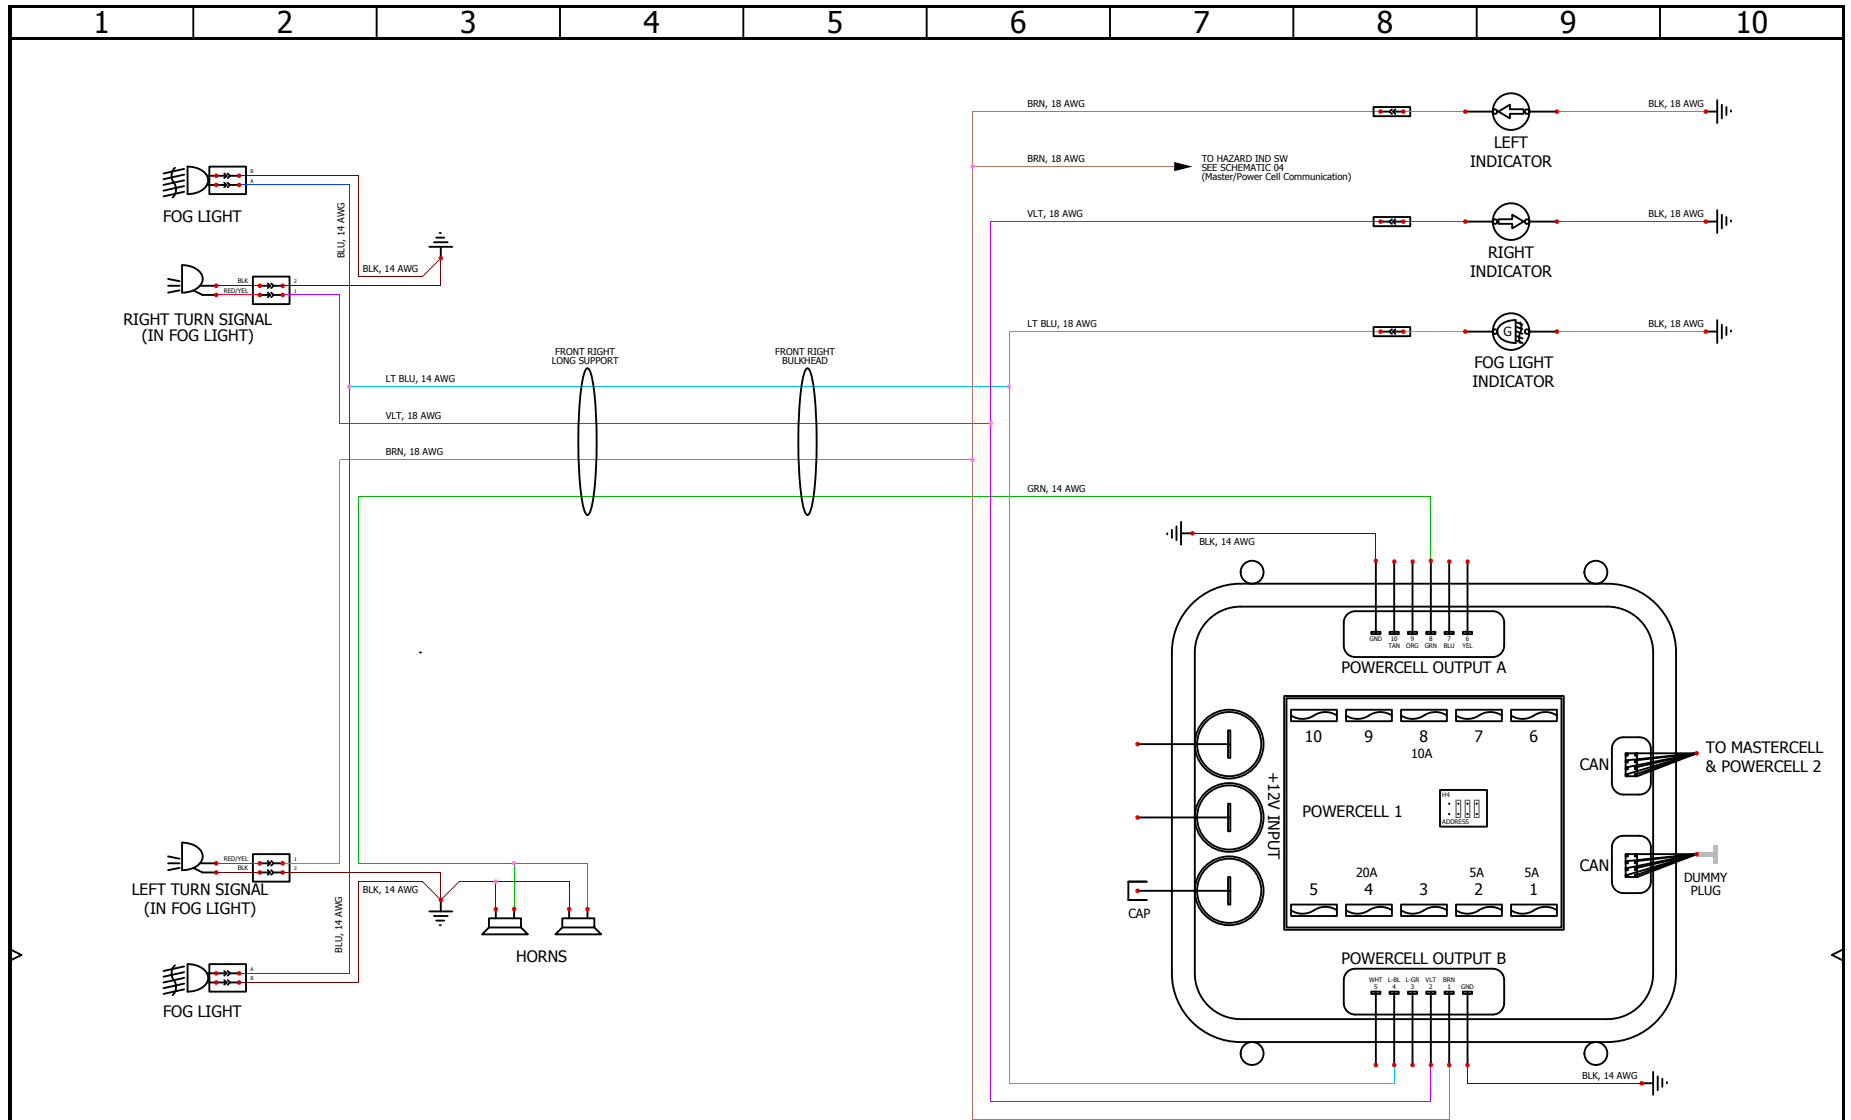 1 2 3 4 5 6 7 8 9 10
BRN, 18 AWG
BLK, 18 AWG
LEFT
INDICATOR
BRN, 18 AWG
TO HAZARD IND SW
SEE SCHEMATIC 04
(Master/Power Cell Communication)
VLT, 18 AWG
BLK, 18 AWG
RIGHT
INDICATOR
LT BLU, 18 AWG
G
BLK, 18 AWG
FOG LIGHT
INDICATOR
B
A
FOG LIGHT
BLU, 14 AWG
BLK, 14 AWG
BLK
2
RED/YEL
1
RIGHT TURN SIGNAL
(IN FOG LIGHT)
FRONT RIGHT
LONG SUPPORT
FRONT RIGHT
BULKHEAD
LT BLU, 14 AWG
VLT, 18 AWG
BRN, 18 AWG
GRN, 14 AWG
BLK, 14 AWG
GND 10 9 8 7 6
TAN ORG GRN BLU YEL
POWERCELL OUTPUT A
10 9 8 7 6
10A
+12V INPUT
POWERCELL 1
H4
ADDRESS
CAN
TO MASTERCELL
& POWERCELL 2
CAN
DUMMY
PLUG
CAP
20A 5A 5A
5 4 3 2 1
POWERCELL OUTPUT B
WHT L-BL L-GR VLT BRN
5 4 3 2 1 GND
BLK, 14 AWG
RED/YEL
1
BLK
2
LEFT TURN SIGNAL
(IN FOG LIGHT)
BLK, 14 AWG
BLU, 14 AWG
HORNS
A
B
FOG LIGHT